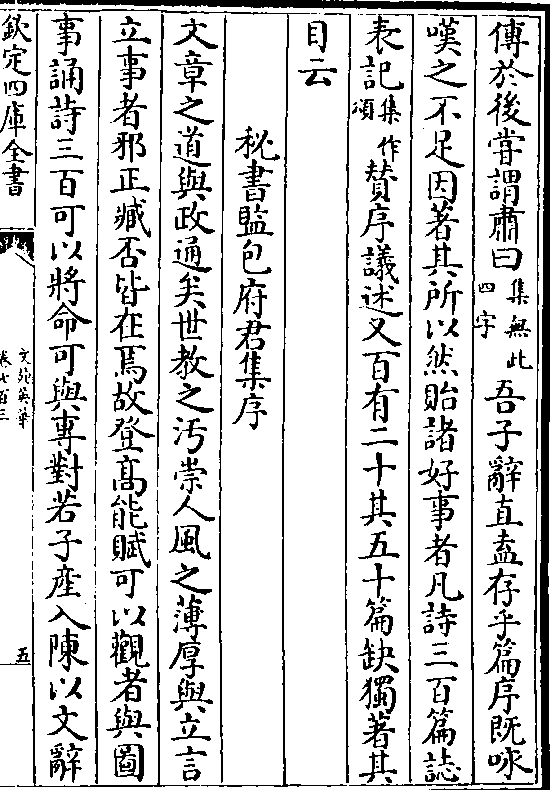 傳於後嘗謂肅曰集無此四字吾子辭直盍存乎篇序既咏
嘆之不足因著其所以然貽諸好事者凡詩三百篇誌
表記集作頌賛序議述又百有二十其五十篇缺獨著其
目云
秘書監包府君集序
文章之道與政通矣世教之汚崇人風之薄厚與立言
立事者邪正臧否皆在焉故登髙能賦可以觀者與圖
事誦詩三百可以將命可與專對若子產入陳以文辭
欽定四庫全書
文苑英華
卷七百三
五